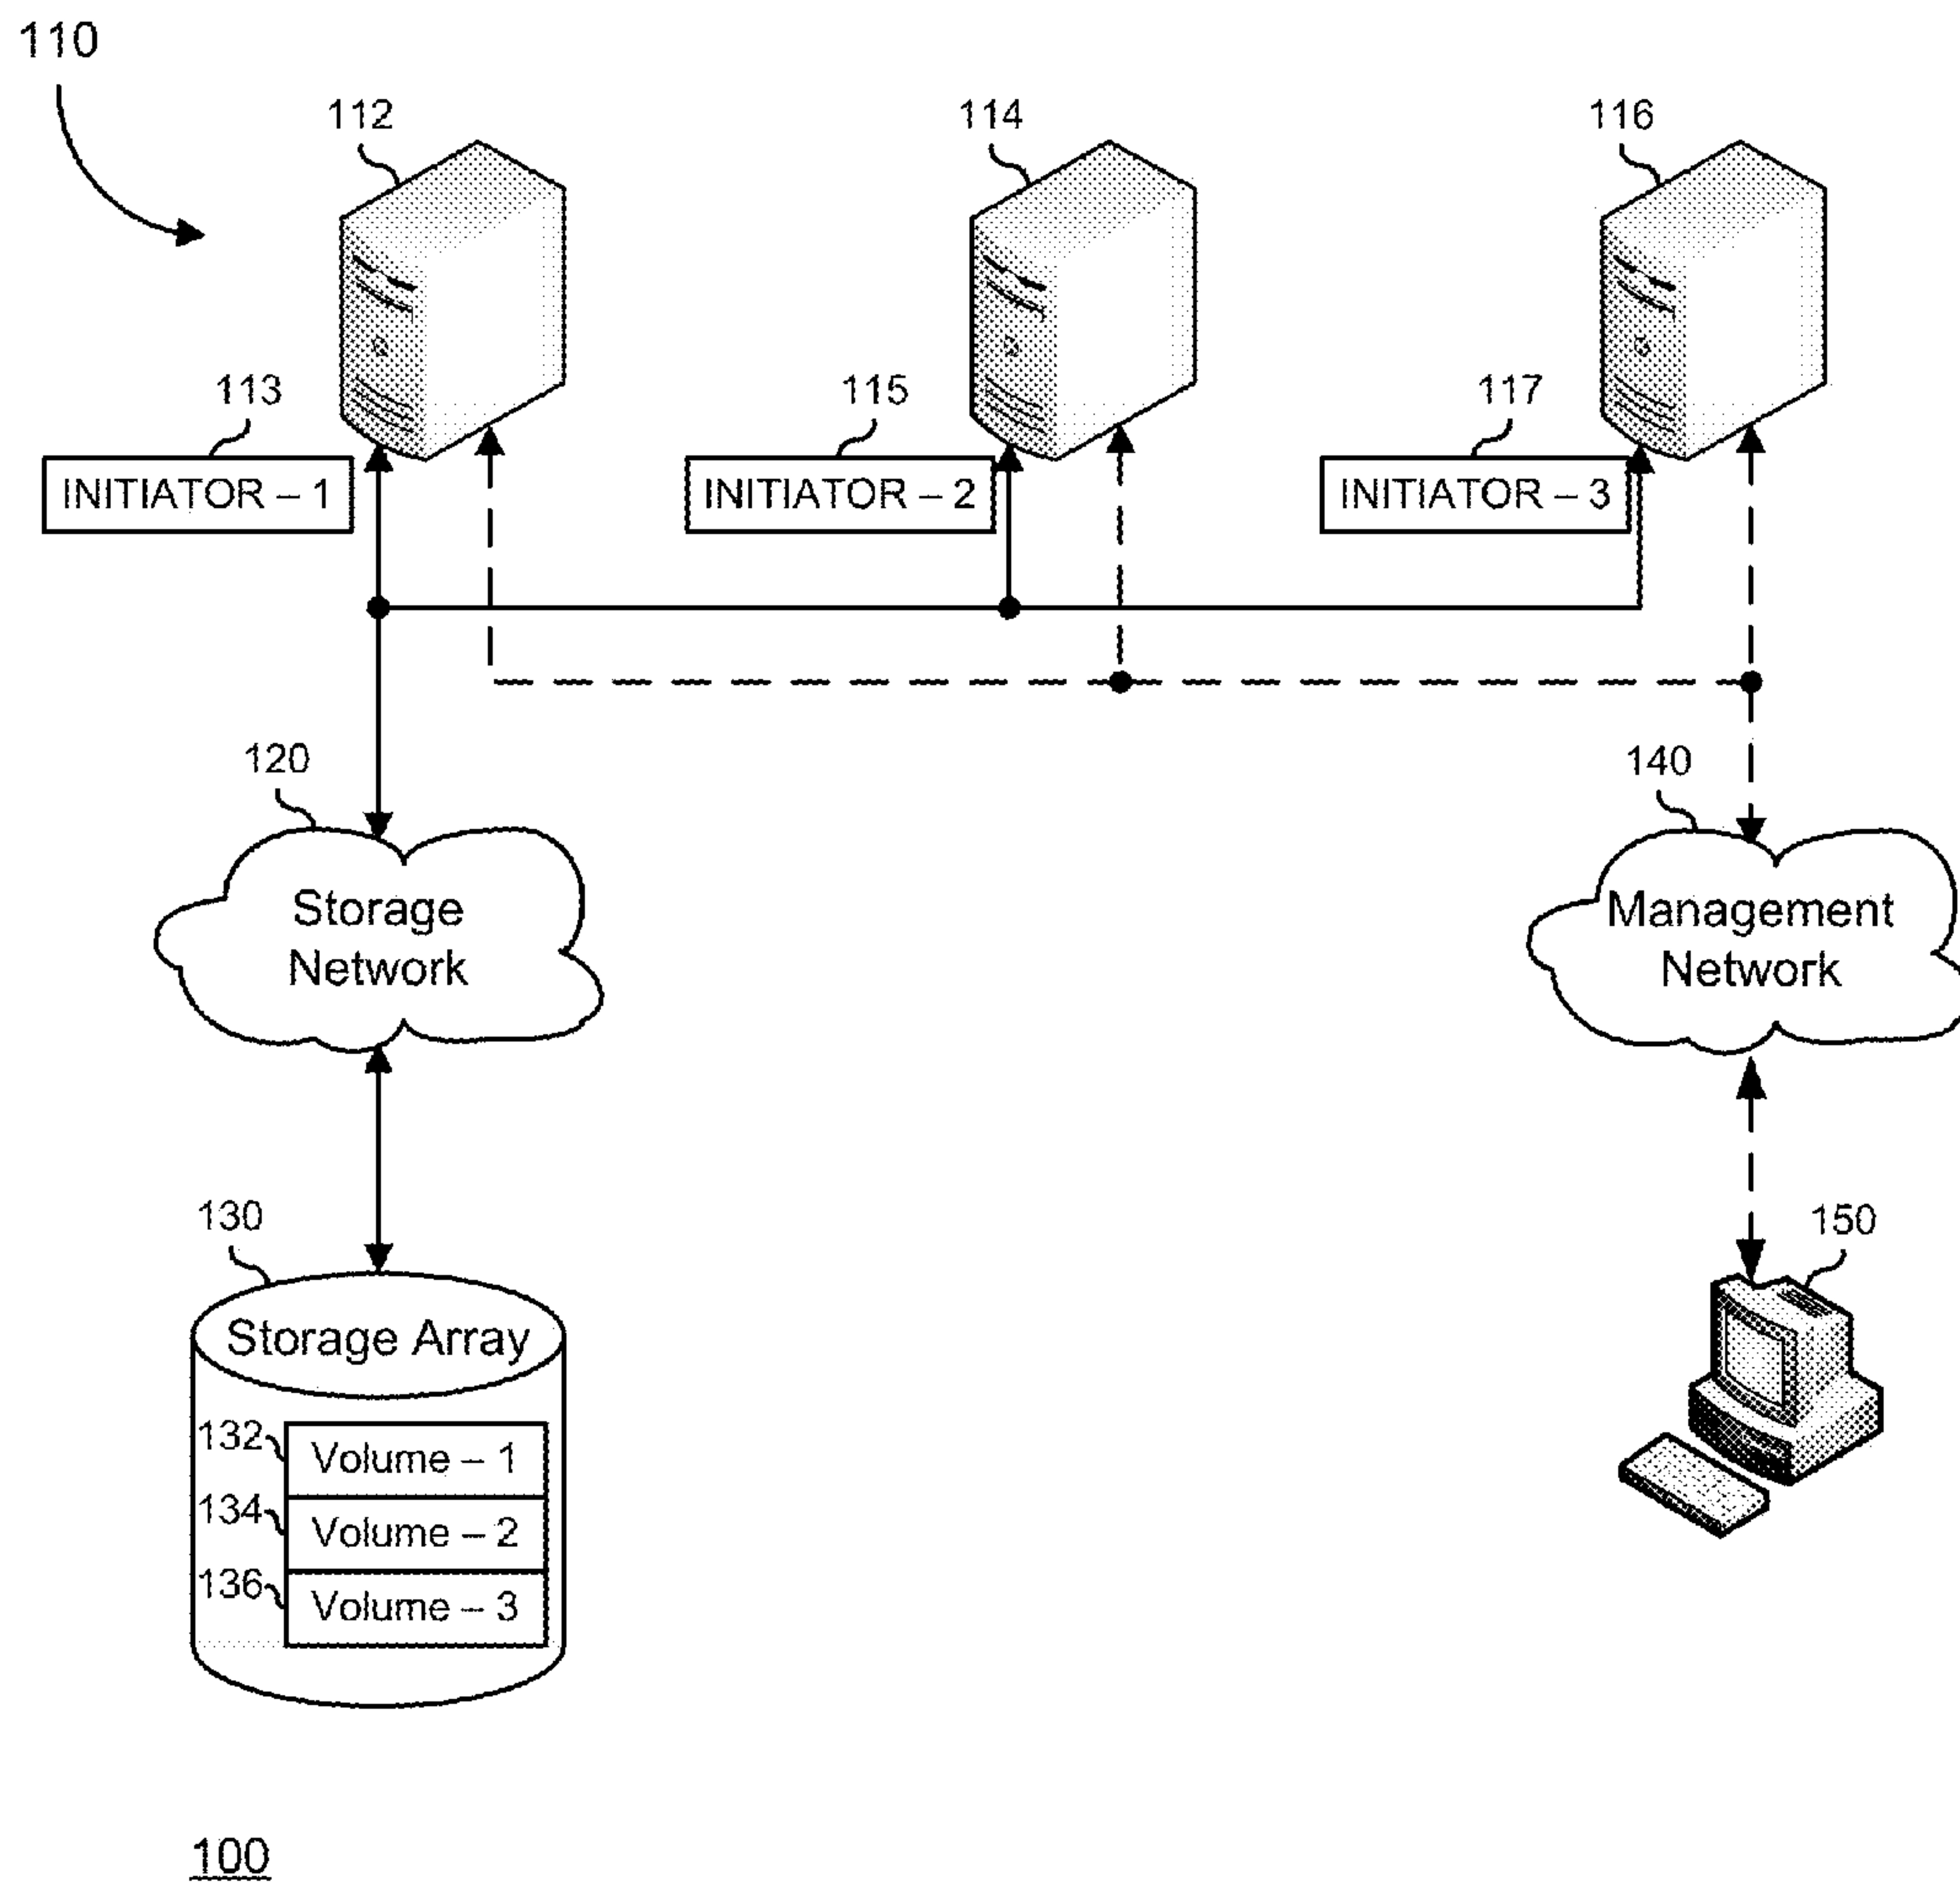 110
112
114
116
113
115
117
INITIATOR – 1
INITIATOR – 2
INITIATOR – 3
120
140
Storage
Network
Management
Network
130
150
Storage Array
132
Volume – 1
134
Volume – 2
136
Volume – 3
100